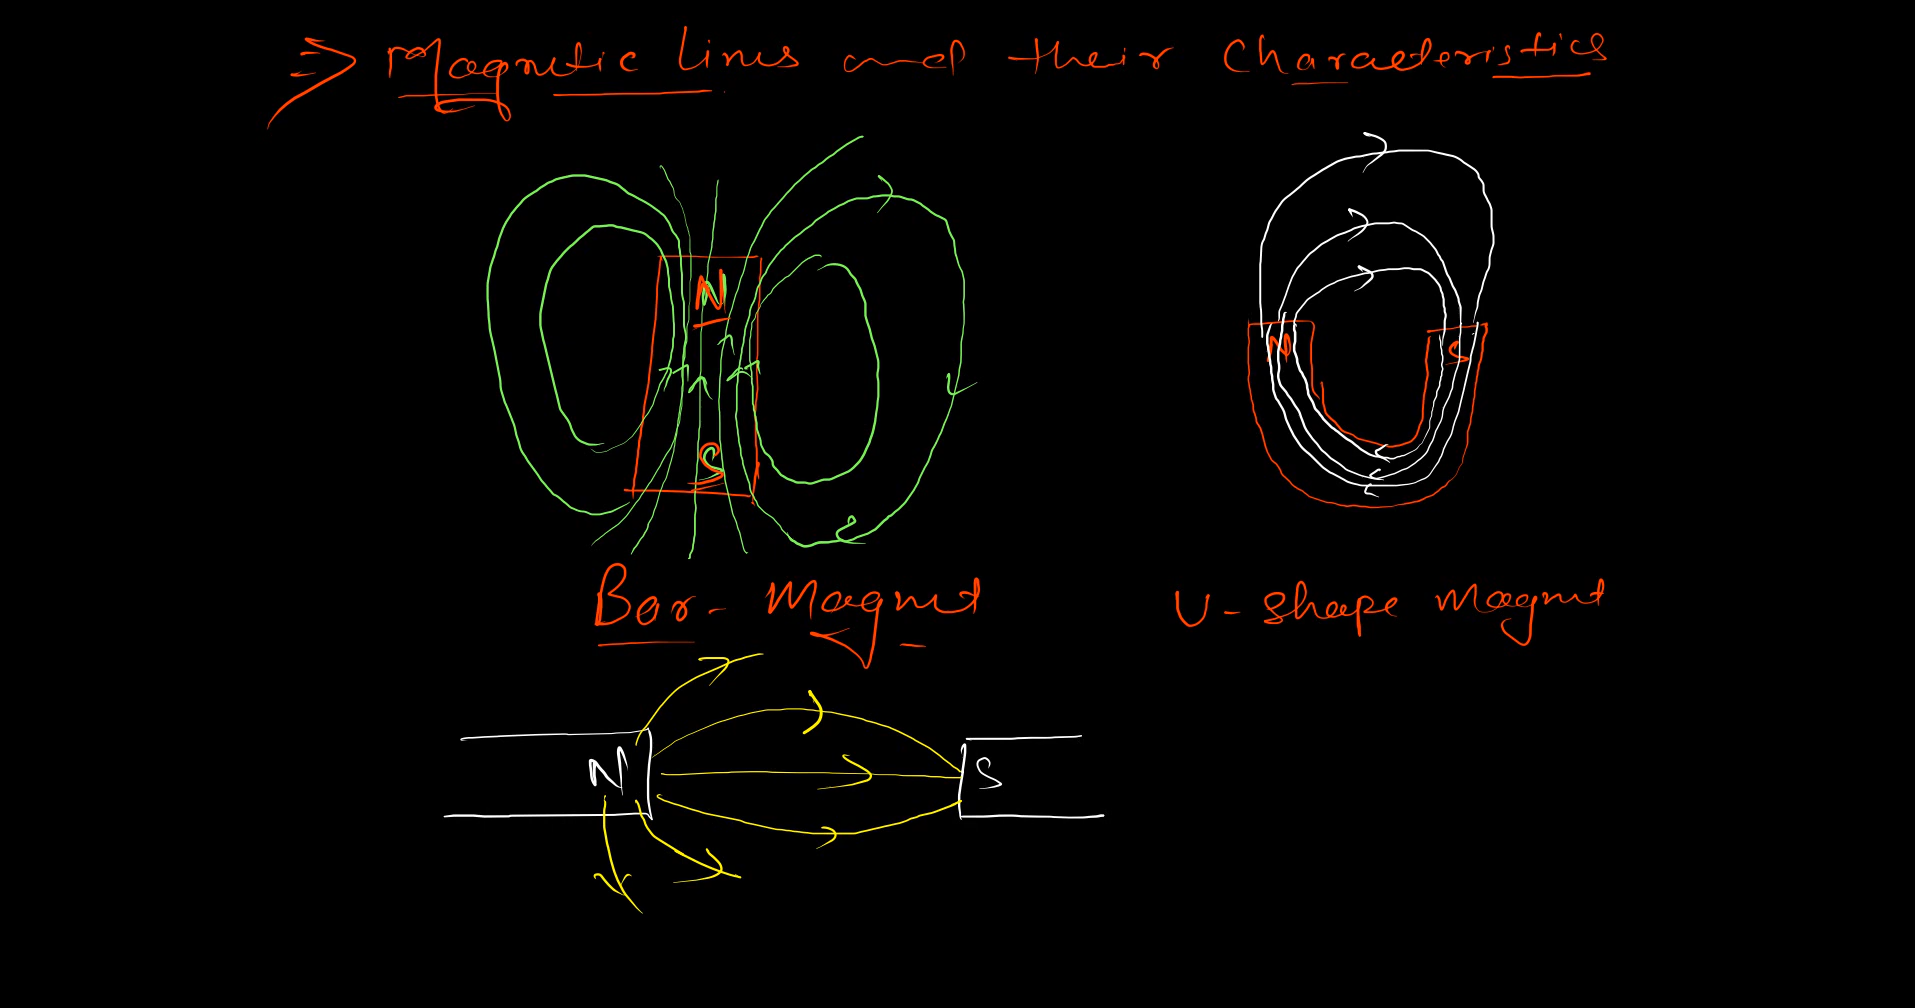 ⇒ Magnetic lines and their Characteristics
N
S
N
S
Bar - Magnet
U - shape Magnet
N
S